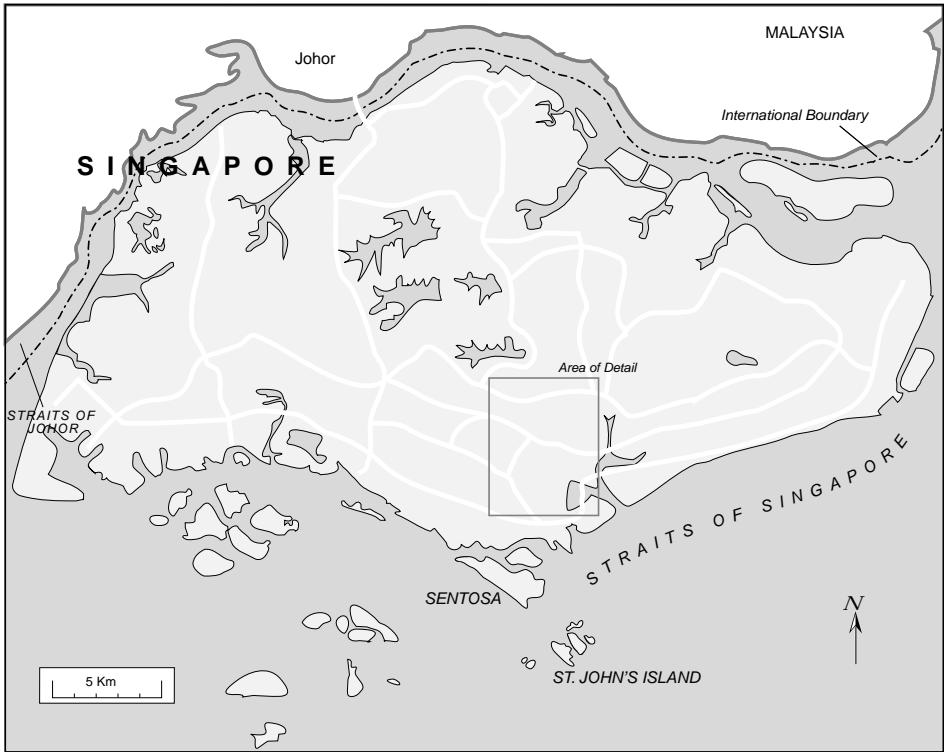 MALAYSIA
Johor
International Boundary
SINGAPORE
Area of Detail
STRAITS OF
JOHOR
STRAITS OF SINGAPORE
SENTOSA
N
ST. JOHN'S ISLAND
5 Km